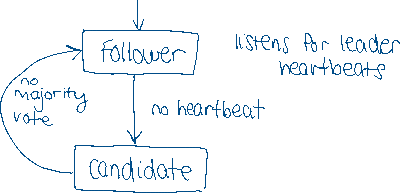 Follower
listens for leader
heartbeats
no
majority
vote
no heartbeat
candidate